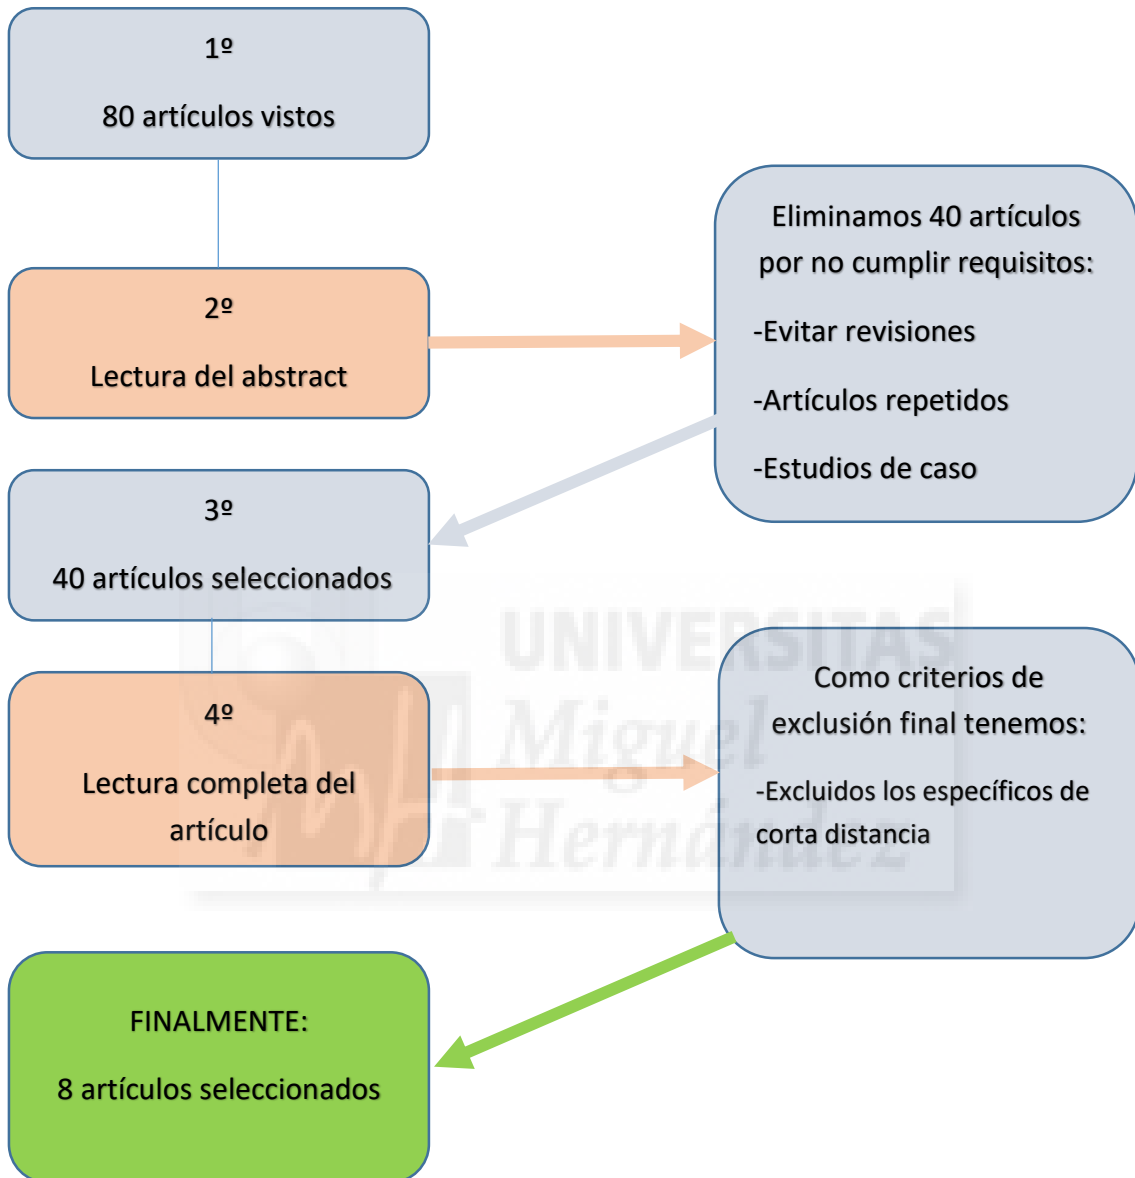 1º
80 artículos vistos
2º
Lectura del abstract
Eliminamos 40 artículos
por no cumplir requisitos:
-Evitar revisiones
-Artículos repetidos
-Estudios de caso
3º
40 artículos seleccionados
4º
Lectura completa del
artículo
Como criterios de
exclusión final tenemos:
-Excluidos los específicos de
corta distancia
FINALMENTE:
8 artículos seleccionados
UNIVERSITAS
Miguel
Hernández